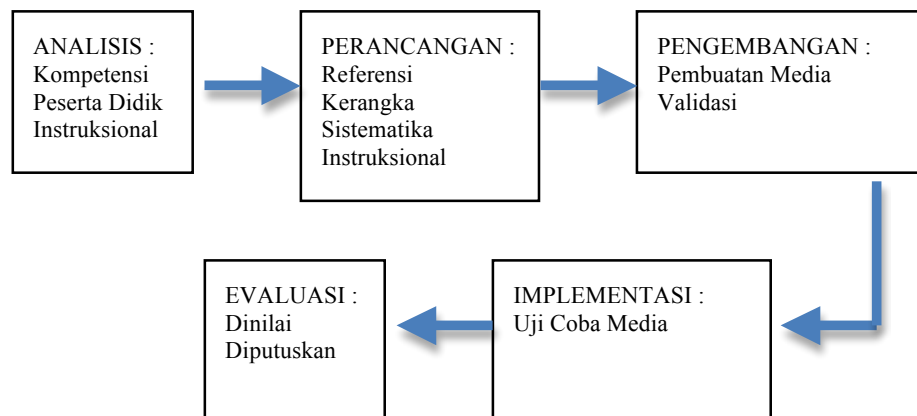 ANALISIS :
Kompetensi
Peserta Didik
Instruksional
PERANCANGAN :
Referensi
Kerangka
Sistematika
Instruksional
PENGEMBANGAN :
Pembuatan Media
Validasi
IMPLEMENTASI :
Uji Coba Media
EVALUASI :
Dinilai
Diputuskan